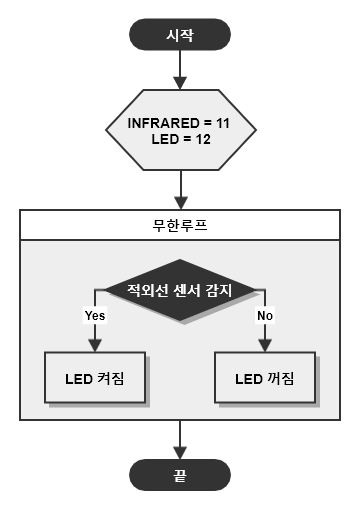 시작
INFRARED = 11
LED = 12
무한루프
적외선 센서 감지
Yes
No
LED 켜짐
LED 꺼짐
끝